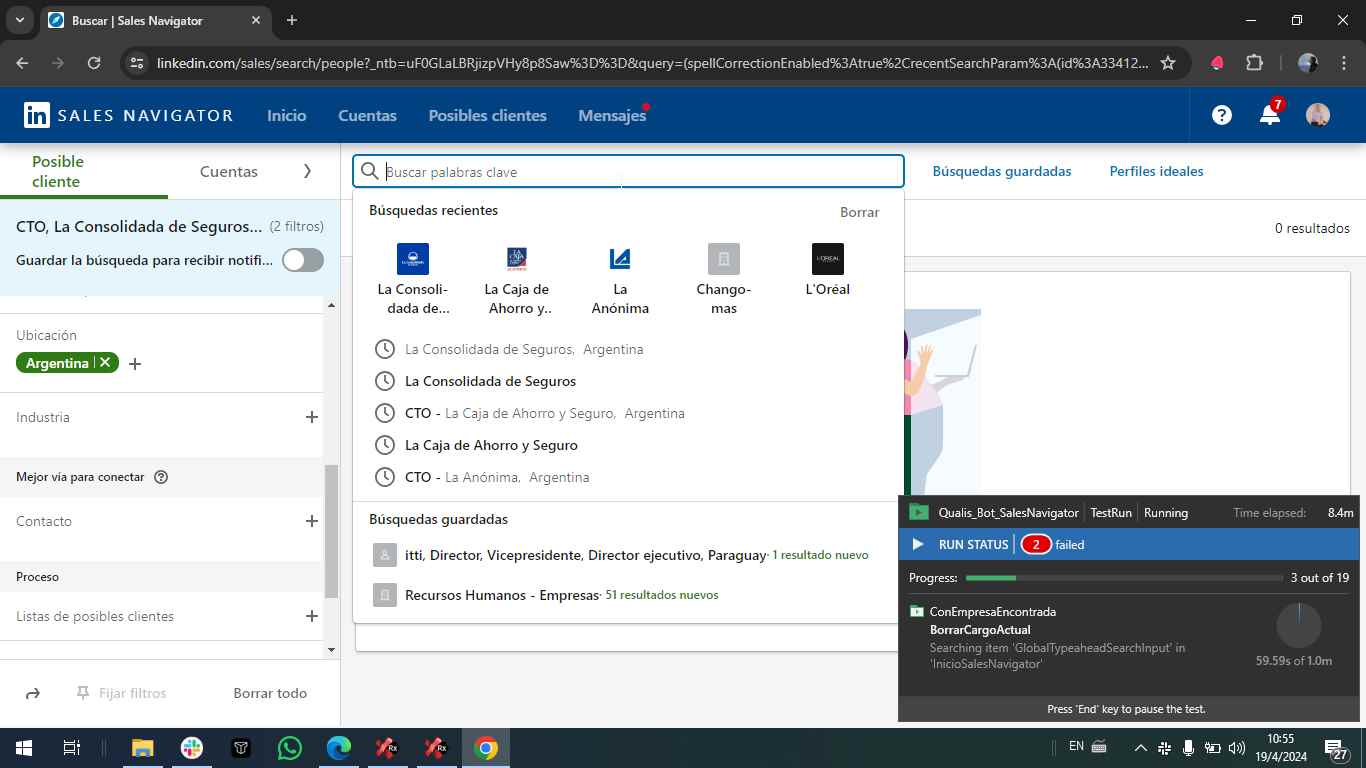 Buscar | Sales Navigator
linkedin.com/sales/search/people?_ntb=uF0GLaLBRjizpVHy8p8Saw%3D%3D&query=(spellCorrectionEnabled%3Atrue%2CrecentSearchParam%3A(id%3A33412...
in SALES NAVIGATOR
Inicio
Cuentas
Posibles clientes
Mensajes
7
Posible
cliente
Cuentas
Buscar palabras clave
Búsquedas guardadas
Perfiles ideales
CTO, La Consolidada de Seguros... (2 filtros)
Guardar la búsqueda para recibir notifi...
0 resultados
Ubicación
Argentina
Industria
Mejor vía para conectar
Contacto
Proceso
Listas de posibles clientes
Fijar filtros
Borrar todo
Búsquedas recientes
Borrar
La Consoli-
dada de...
La Caja de
Ahorro y..
La
Anónima
Chango-
mas
L'ORÉAL
L'Oréal
La Consolidada de Seguros, Argentina
La Consolidada de Seguros
CTO - La Caja de Ahorro y Seguro, Argentina
La Caja de Ahorro y Seguro
CTO - La Anónima, Argentina
Búsquedas guardadas
itti, Director, Vicepresidente, Director ejecutivo, Paraguay· 1 resultado nuevo
Recursos Humanos - Empresas· 51 resultados nuevos
Qualis_Bot_SalesNavigator TestRun Running Time elapsed: 8.4m
RUN STATUS 2 failed
Progress: 3 out of 19
ConEmpresaEncontrada
BorrarCargoActual
Searching item 'GlobalTypeaheadSearchInput' in
'InicioSalesNavigator'
59.59s of 1.0m
Press 'End' key to pause the test.
Rx
Rx
EN
10:55
19/4/2024
27